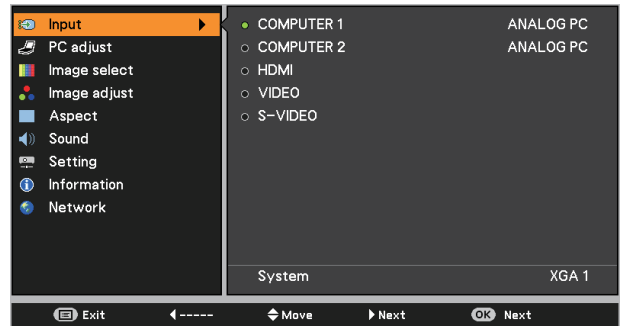 Input
PC adjust
Image select
Image adjust
Aspect
Sound
Setting
Information
Network
COMPUTER 1 ANALOG PC
COMPUTER 2 ANALOG PC
HDMI
VIDEO
S-VIDEO
System XGA 1
Exit ----- Move Next OK Next